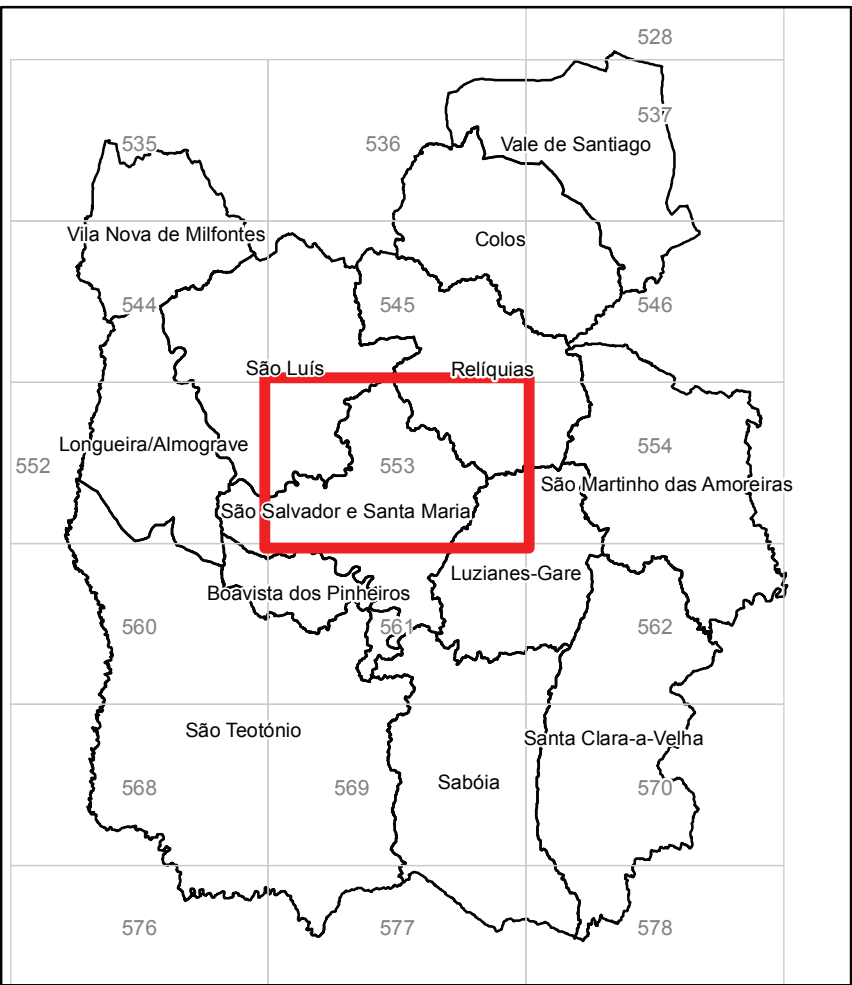 528
537
535
536
Vale de Santiago
Vila Nova de Milfontes
Colos
544
545
546
São Luís
Relíquias
Longueira/Almograve
554
552
553
São Martinho das Amoreiras
São Salvador e Santa Maria
Luzianes-Gare
Boavista dos Pinheiros
560
561
562
São Teotónio
Santa Clara-a-Velha
Sabóia
568
569
570
576
577
578